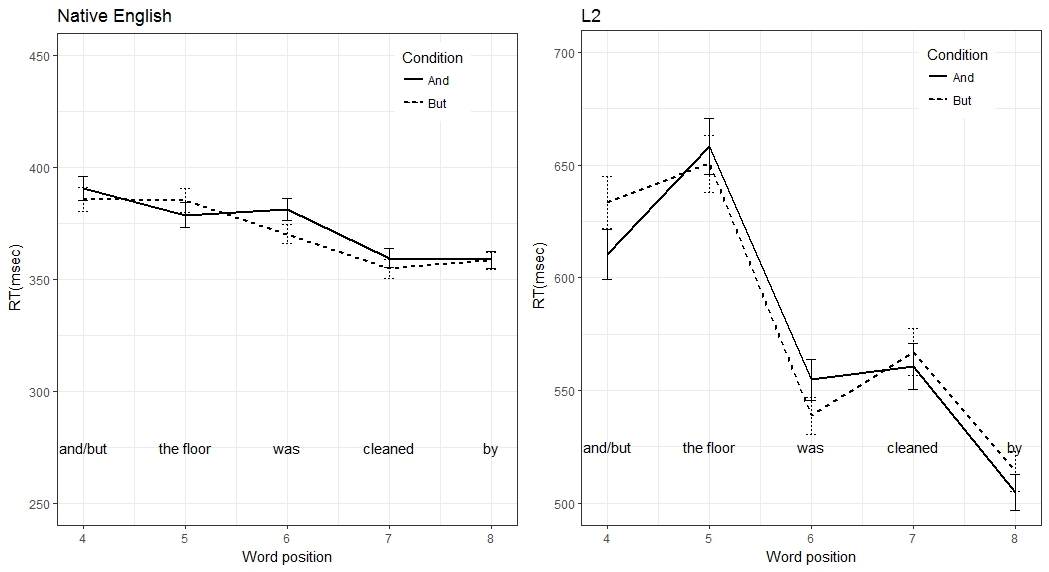 Native English
RT(msec)
450
400
350
300
250
Condition
And
But
and/but the floor was cleaned by
4 5 6 7 8
Word position
L2
RT(msec)
700
650
600
550
500
Condition
And
But
and/but the floor was cleaned by
4 5 6 7 8
Word position